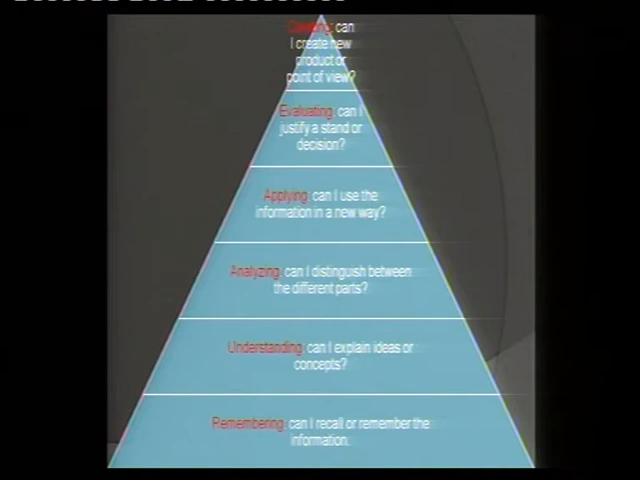 Creating: can
I create new
product or
point of view?
Evaluating: can I
justify a stand or
decision?
Applying: can I use the
information in a new way?
Analyzing: can I distinguish between
the different parts?
Understanding: can I explain ideas or
concepts?
Remembering: can I recall or remember the
information.